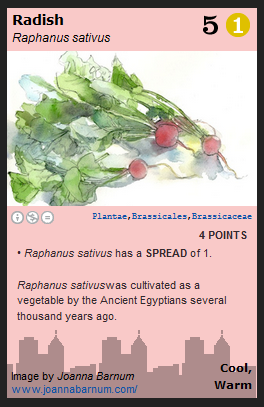 Radish 5 1
Raphanus sativus
Plantae,Brassicales,Brassicaceae
4 POINTS
• Raphanus sativus has a SPREAD of 1.
Raphanus sativuswas cultivated as a
vegetable by the Ancient Egyptians several
thousand years ago.
Cool,
Warm
Image by Joanna Barnum
www.joannabarnum.com/